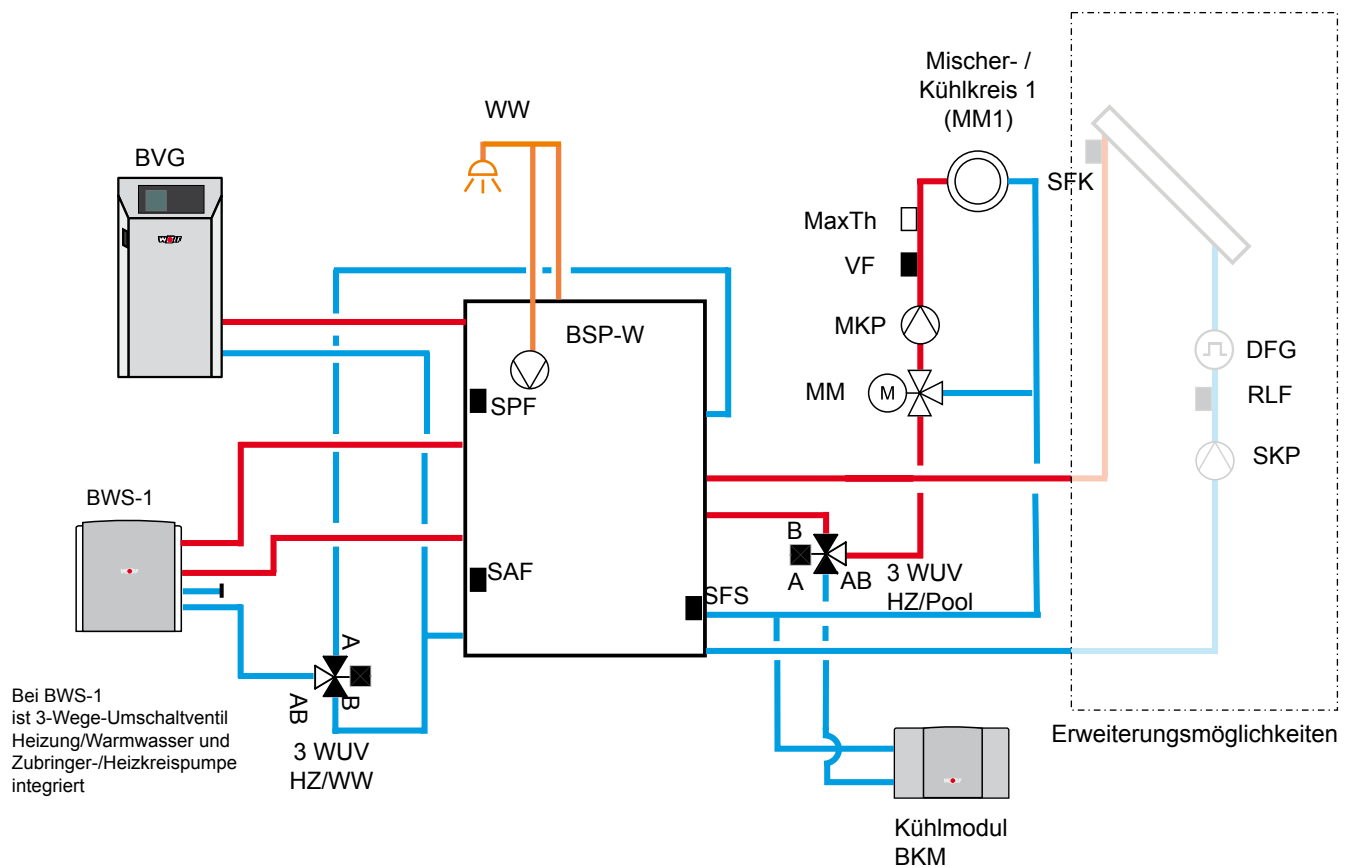 Mischer- /
Kühlkreis 1
(MM1)
WW
BVG
SFK
WOLF
MaxTh
VF
BSP-W
MKP
DFG
MM
M
RLF
SPF
SKP
BWS-1
B
A
AB
3 WUV
HZ/Pool
SAF
SFS
A
B
AB
3 WUV
HZ/WW
Bei BWS-1
ist 3-Wege-Umschaltventil
Heizung/Warmwasser und
Zubringer-/Heizkreispumpe
integriert
Erweiterungsmöglichkeiten
Kühlmodul
BKM